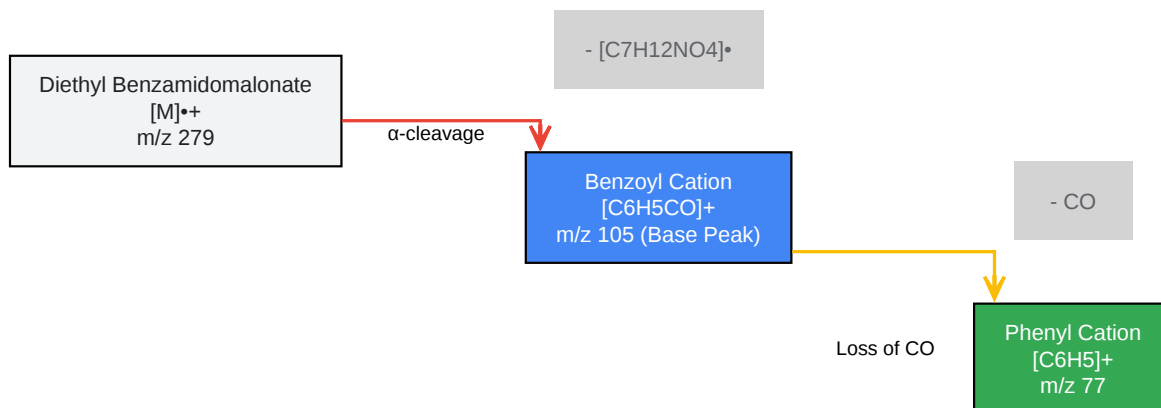 - [C7H12NO4]•
Diethyl Benzamidomalonate
[M]•+
m/z 279
α-cleavage
Benzoyl Cation
[C6H5CO]+
m/z 105 (Base Peak)
- CO
Loss of CO
Phenyl Cation
[C6H5]+
m/z 77